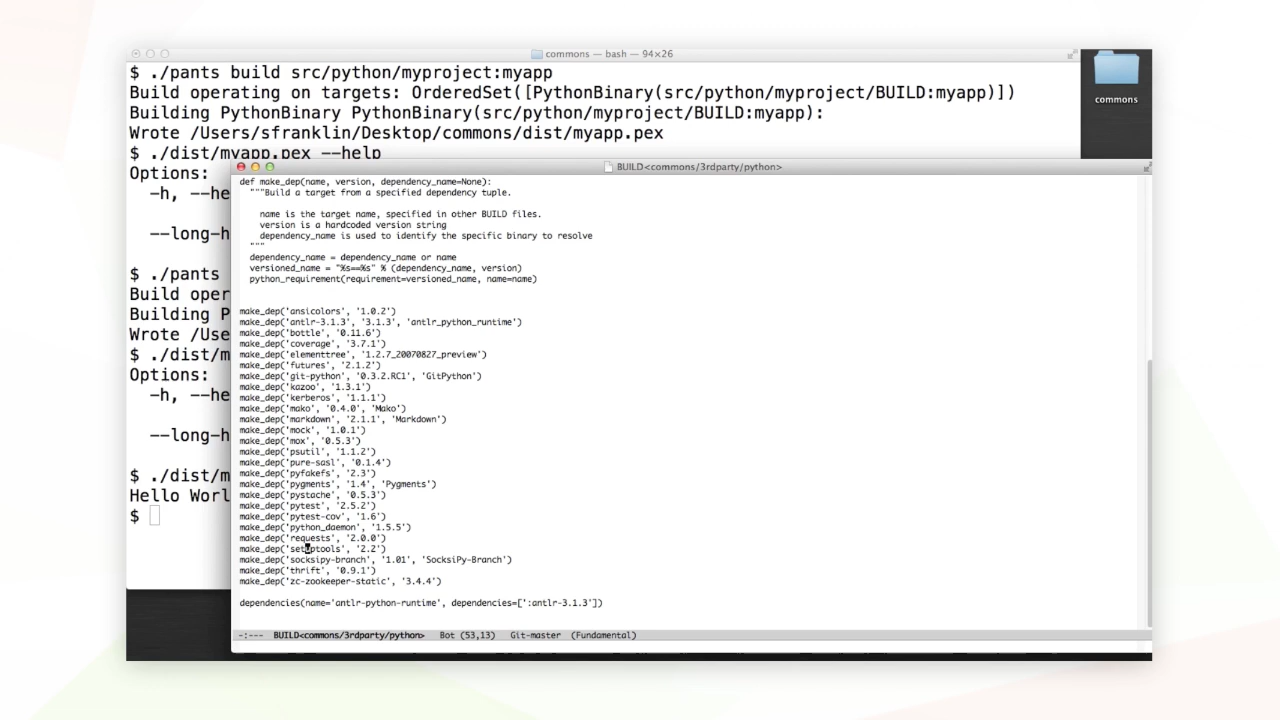 commons — bash — 94×26
$ ./pants build src/python/myproject:myapp
Build operating on targets: OrderedSet([PythonBinary(src/python/myproject/BUILD:myapp)])
Building PythonBinary PythonBinary(src/python/myproject/BUILD:myapp):
Wrote /Users/sfranklin/Desktop/commons/dist/myapp.pex
$ ./dist/myapp.pex --help
Options:
-h, --he
--long-h
$ ./pants
Build oper
Building P
Wrote /Use
$ ./dist/m
Options:
-h, --he
--long-h
$ ./dist/m
Hello Worl
$
commons
BUILD<commons/3rdparty/python>
def make_dep(name, version, dependency_name=None):
"""Build a target from a specified dependency tuple.
name is the target name, specified in other BUILD files.
version is a hardcoded version string
dependency_name is used to identify the specific binary to resolve
"""
dependency_name = dependency_name or name
versioned_name = "%s==%s" % (dependency_name, version)
python_requirement(requirement=versioned_name, name=name)
make_dep('ansicolors', '1.0.2')
make_dep('antlr-3.1.3', '3.1.3', 'antlr_python_runtime')
make_dep('bottle', '0.11.6')
make_dep('coverage', '3.7.1')
make_dep('elementtree', '1.2.7_20070827_preview')
make_dep('futures', '2.1.2')
make_dep('git-python', '0.3.2.RC1', 'GitPython')
make_dep('kazoo', '1.3.1')
make_dep('kerberos', '1.1.1')
make_dep('mako', '0.4.0', 'Mako')
make_dep('markdown', '2.1.1', 'Markdown')
make_dep('mock', '1.0.1')
make_dep('mox', '0.5.3')
make_dep('psutil', '1.1.2')
make_dep('pure-sasl', '0.1.4')
make_dep('pyfakefs', '2.3')
make_dep('pygments', '1.4', 'Pygments')
make_dep('pystache', '0.5.3')
make_dep('pytest', '2.5.2')
make_dep('pytest-cov', '1.6')
make_dep('python_daemon', '1.5.5')
make_dep('requests', '2.0.0')
make_dep('setuptools', '2.2')
make_dep('socksipy-branch', '1.01', 'SocksiPy-Branch')
make_dep('thrift', '0.9.1')
make_dep('zc-zookeeper-static', '3.4.4')
dependencies(name='antlr-python-runtime', dependencies=[':antlr-3.1.3'])
-:--- BUILD<commons/3rdparty/python> Bot (53,13) Git-master (Fundamental)